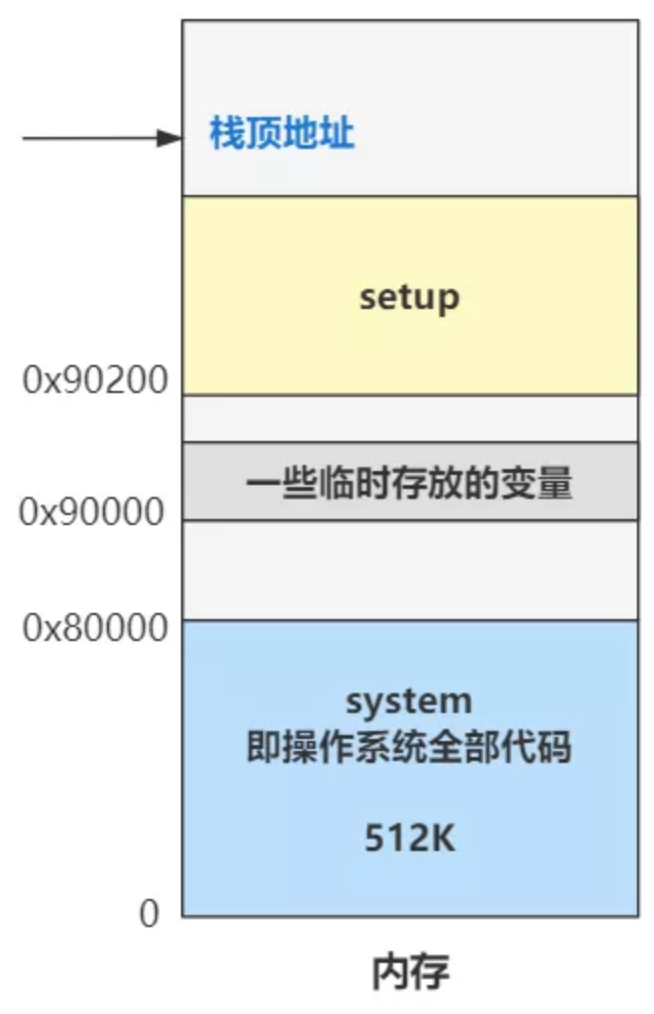 栈顶地址
setup
0x90200
一些临时存放的变量
0x90000
0x80000
system
即操作系统全部代码
512K
0
内存